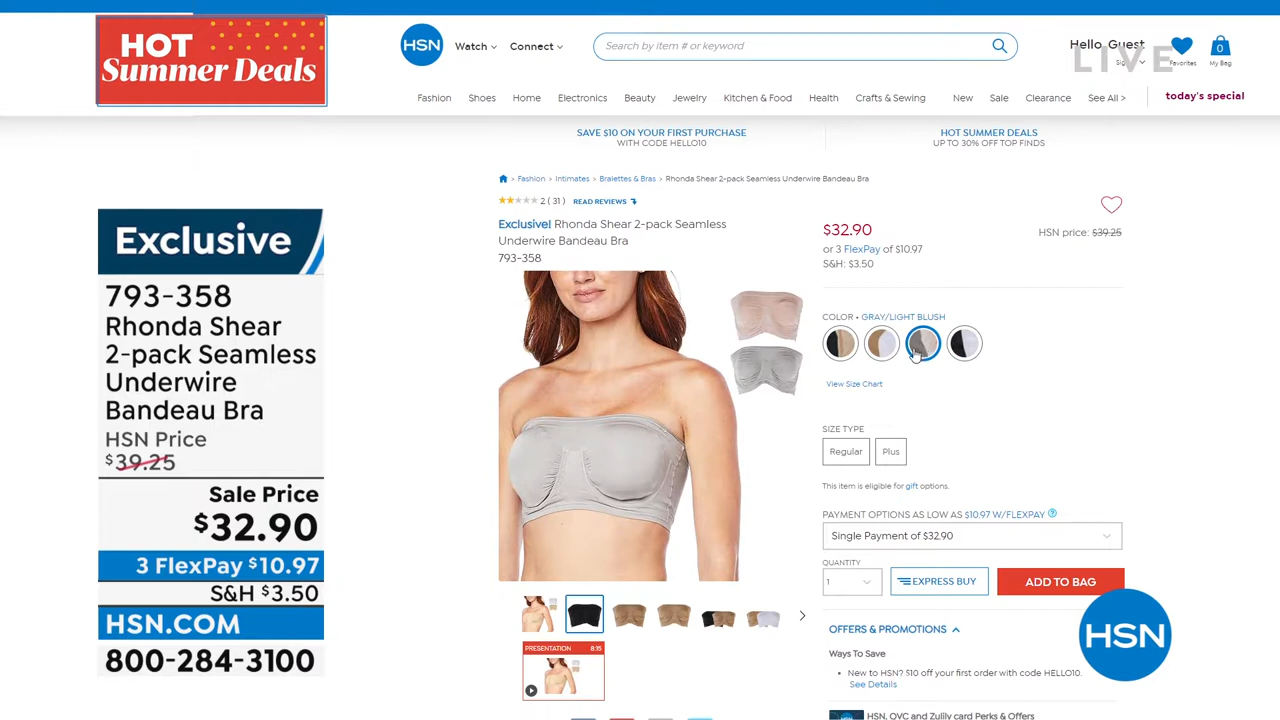 HOT
Summer Deals
HSN
Watch
Connect
Search by item # or keyword
Hello, Guest
LIVE
Favorites
0
My Bag
Fashion
Shoes
Home
Electronics
Beauty
Jewelry
Kitchen & Food
Health
Crafts & Sewing
New
Sale
Clearance
See All >
today's special
SAVE $10 ON YOUR FIRST PURCHASE
WITH CODE HELLO10
HOT SUMMER DEALS
UP TO 30% OFF TOP FINDS
> Fashion > Intimates > Bralettes & Bras > Rhonda Shear 2-pack Seamless Underwire Bandeau Bra
2 ( 31 ) READ REVIEWS
Exclusive! Rhonda Shear 2-pack Seamless
Underwire Bandeau Bra
793-358
$32.90
HSN price: $39.25
or 3 FlexPay of $10.97
S&H: $3.50
COLOR • GRAY/LIGHT BLUSH
View Size Chart
SIZE TYPE
Regular
Plus
This item is eligible for gift options.
PAYMENT OPTIONS AS LOW AS $10.97 W/FLEXPAY
Single Payment of $32.90
QUANTITY
1
EXPRESS BUY
ADD TO BAG
OFFERS & PROMOTIONS
Ways To Save
• New to HSN? $10 off your first order with code HELLO10.
See Details
HSN, QVC and Zulily card Perks & Offers
PRESENTATION 8:15
HSN
Exclusive
793-358
Rhonda Shear
2-pack Seamless
Underwire
Bandeau Bra
HSN Price
$39.25
Sale Price
$32.90
3 FlexPay $10.97
S&H $3.50
HSN.COM
800-284-3100